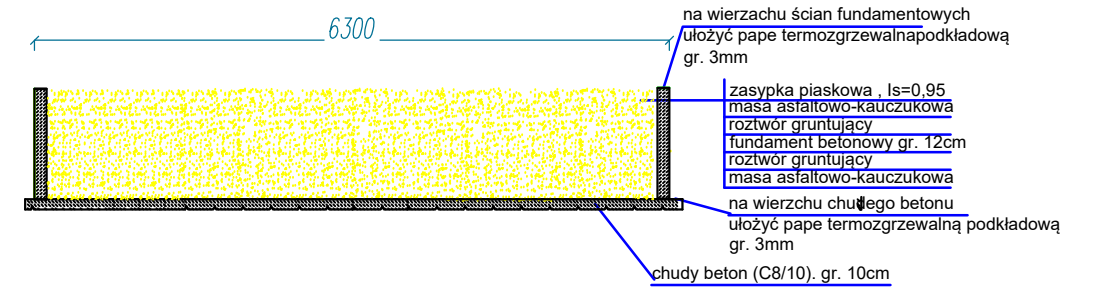 6300
na wierzachu ścian fundamentowych
ułożyć pape termozgrzewalnapodkładową
gr. 3mm
zasypka piaskowa , Is=0,95
masa asfaltowo-kauczukowa
roztwór gruntujący
fundament betonowy gr. 12cm
roztwór gruntujący
masa asfaltowo-kauczukowa
na wierzchu chudego betonu
ułożyć pape termozgrzewalną podkładową
gr. 3mm
chudy beton (C8/10). gr. 10cm